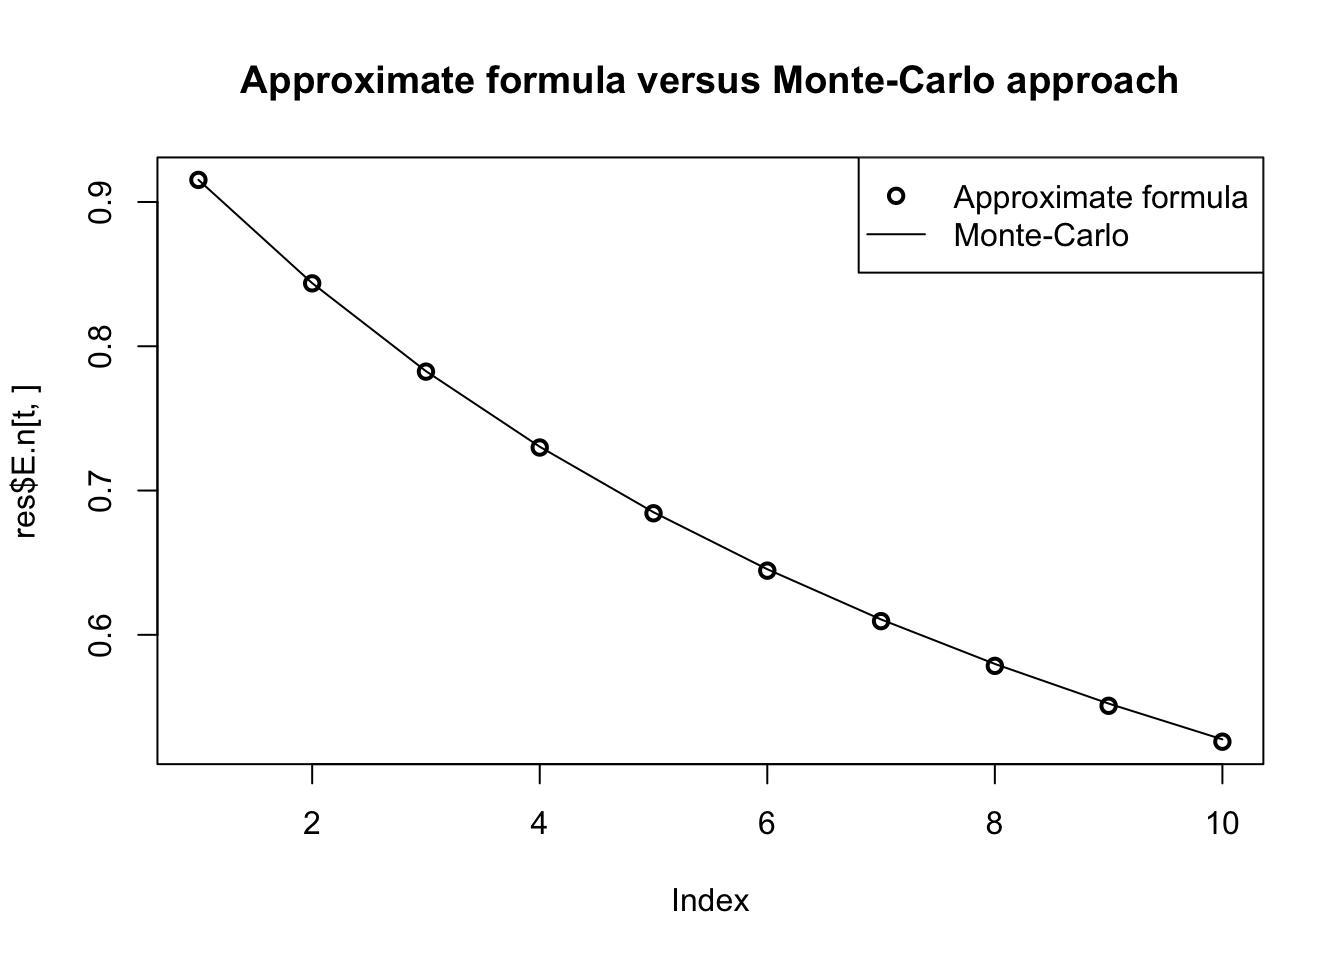 Approximate formula versus Monte-Carlo approach
Approximate formula
Monte-Carlo
0.9
0.8
0.7
0.6
res$E.n[t, ]
2 4 6 8 10
Index